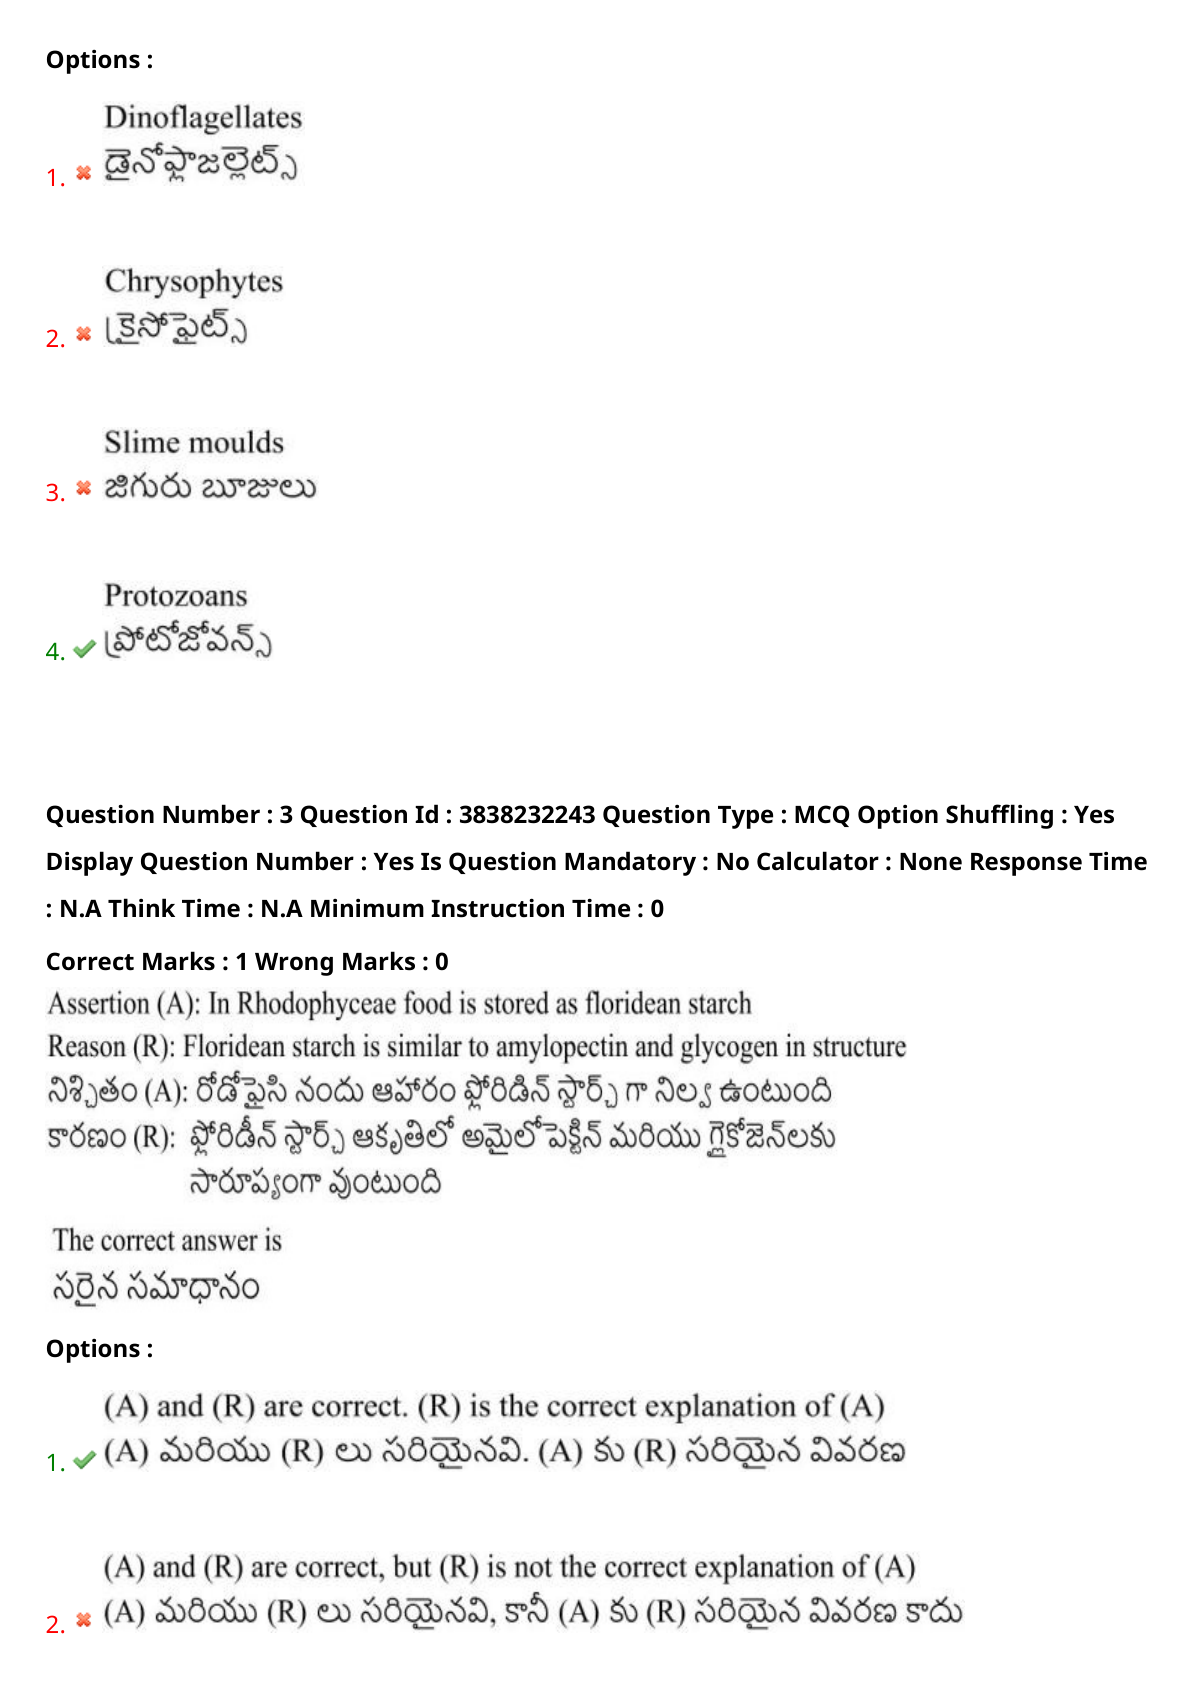 Options :
Dinoflagellates
1. డైనోఫ్లాజల్లెట్స్
Chrysophytes
2. క్రైసోఫైట్స్
Slime moulds
3. జిగురు బూజులు
Protozoans
4. ప్రోటోజోవన్స్
Question Number : 3 Question Id : 3838232243 Question Type : MCQ Option Shuffling : Yes
Display Question Number : Yes Is Question Mandatory : No Calculator : None Response Time
: N.A Think Time : N.A Minimum Instruction Time : 0
Correct Marks : 1 Wrong Marks : 0
Assertion (A): In Rhodophyceae food is stored as floridean starch
Reason (R): Floridean starch is similar to amylopectin and glycogen in structure
నిశ్చితం (A): రోడోఫైసి నందు ఆహారం ఫ్లోరిడిన్ స్టార్చ్ గా నిల్వ ఉంటుంది
కారణం (R): ఫ్లోరిడీన్ స్టార్చ్ ఆకృతిలో అమైలోపెక్టిన్ మరియు గ్లైకోజెన్‌లకు
సారూప్యంగా వుంటుంది
The correct answer is
సరైన సమాధానం
Options :
(A) and (R) are correct. (R) is the correct explanation of (A)
1. (A) మరియు (R) లు సరియైనవి. (A) కు (R) సరియైన వివరణ
(A) and (R) are correct, but (R) is not the correct explanation of (A)
2. (A) మరియు (R) లు సరియైనవి, కానీ (A) కు (R) సరియైన వివరణ కాదు